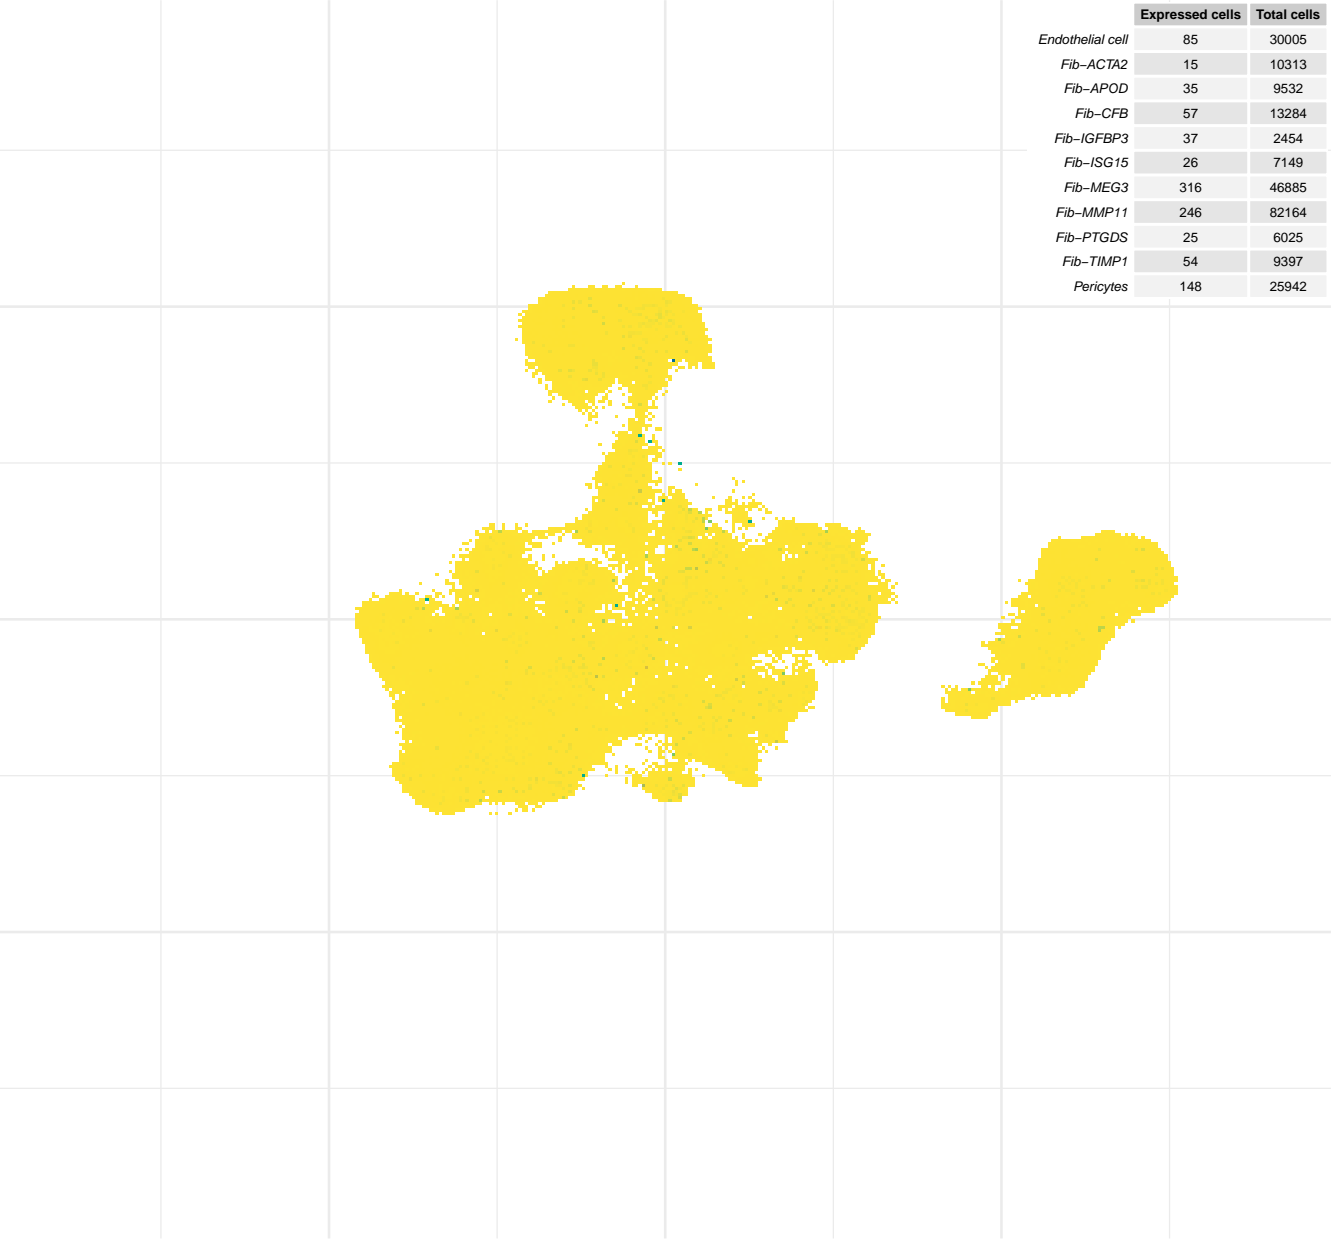 Expressed cells Total cells
Endothelial cell 85 30005
Fib−ACTA2 15 10313
Fib−APOD 35 9532
Fib−CFB 57 13284
Fib−IGFBP3 37 2454
Fib−ISG15 26 7149
Fib−MEG3 316 46885
Fib−MMP11 246 82164
Fib−PTGDS 25 6025
Fib−TIMP1 54 9397
Pericytes 148 25942